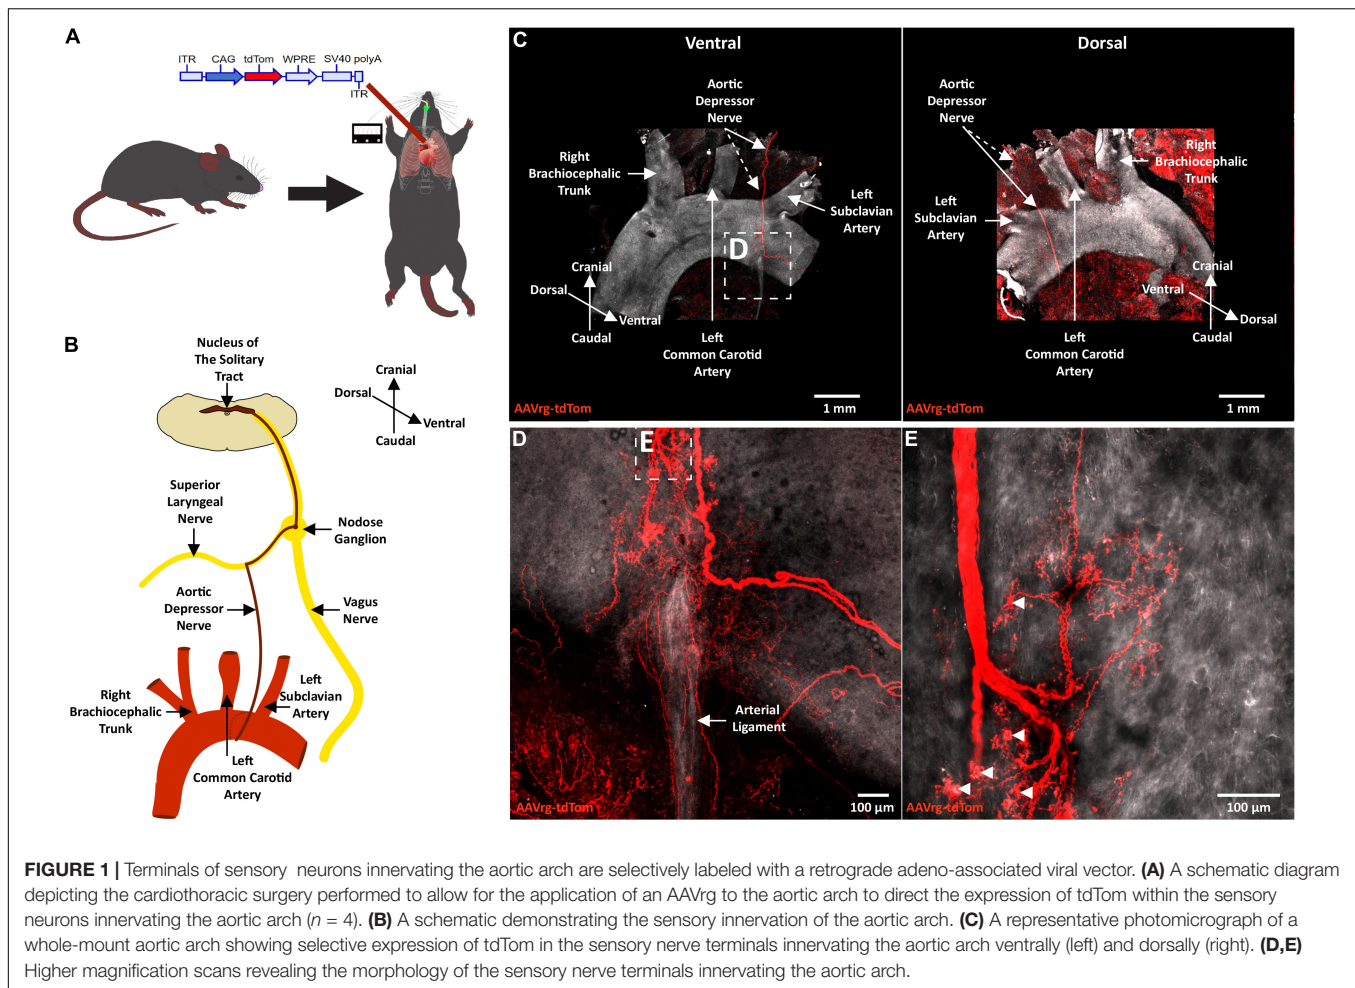 A
ITR CAG tdTom WPRE SV40 polyA
ITR
B
Nucleus of
The Solitary
Tract
Cranial
Dorsal
Ventral
Caudal
Superior
Laryngeal
Nerve
Nodose
Ganglion
Aortic
Depressor
Nerve
Vagus
Nerve
Right
Brachiocephalic
Trunk
Left
Subclavian
Artery
Left
Common Carotid
Artery
C
Ventral
Aortic
Depressor
Nerve
Right
Brachiocephalic
Trunk
Left
Subclavian
Artery
D
Cranial
Dorsal
Ventral
Caudal
Left
Common Carotid
Artery
AAVrg-tdTom
1 mm
Dorsal
Aortic
Depressor
Nerve
Right
Brachiocephalic
Trunk
Left
Subclavian
Artery
Cranial
Ventral
Dorsal
Caudal
Left
Common Carotid
Artery
AAVrg-tdTom
1 mm
D
E
Arterial
Ligament
AAVrg-tdTom
100 µm
E
AAVrg-tdTom
100 µm
FIGURE 1 | Terminals of sensory neurons innervating the aortic arch are selectively labeled with a retrograde adeno-associated viral vector. (A) A schematic diagram
depicting the cardiothoracic surgery performed to allow for the application of an AAVrg to the aortic arch to direct the expression of tdTom within the sensory
neurons innervating the aortic arch (n = 4). (B) A schematic demonstrating the sensory innervation of the aortic arch. (C) A representative photomicrograph of a
whole-mount aortic arch showing selective expression of tdTom in the sensory nerve terminals innervating the aortic arch ventrally (left) and dorsally (right). (D,E)
Higher magnification scans revealing the morphology of the sensory nerve terminals innervating the aortic arch.